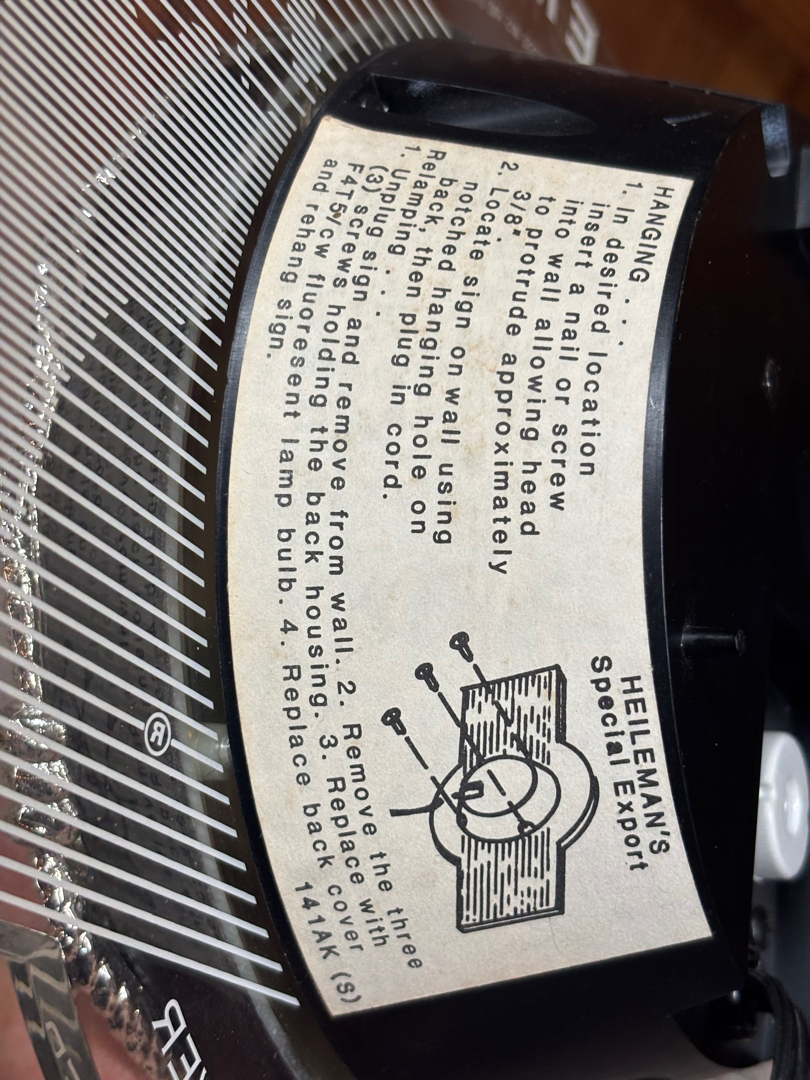 HEILEMAN'S
Special Export
HANGING . . .
1. In desired location
insert a nail or screw
into wall allowing head
to protrude approximately
3/8".
2. Locate sign on wall using
notched hanging hole on
back, then plug in cord.
Relamping . . .
1. Unplug sign and remove from wall. 2. Remove the three
(3) screws holding the back housing. 3. Replace with
F4T5/cw fluoresent lamp bulb. 4. Replace back cover
and rehang sign.
141AK (S)
®